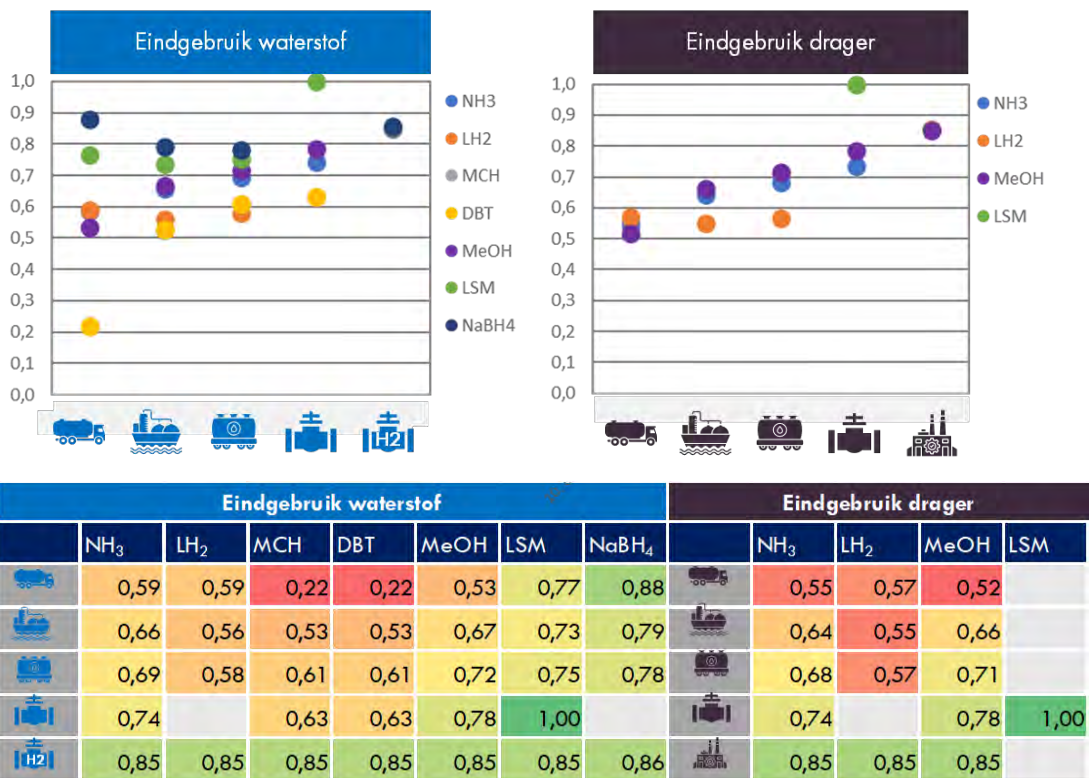 Eindgebruik waterstof
1,0
0,9
0,8
0,7
0,6
0,5
0,4
0,3
0,2
0,1
0,0
NH3
LH2
MCH
DBT
MeOH
LSM
NaBH4
H2
Eindgebruik drager
1,0
0,9
0,8
0,7
0,6
0,5
0,4
0,3
0,2
0,1
0,0
NH3
LH2
MeOH
LSM
Eindgebruik waterstof Eindgebruik drager
NH₃ LH₂ MCH DBT MeOH LSM NaBH₄ NH₃ LH₂ MeOH LSM
0,59 0,59 0,22 0,22 0,53 0,77 0,88 0,55 0,57 0,52
0,66 0,56 0,53 0,53 0,67 0,73 0,79 0,64 0,55 0,66
0,69 0,58 0,61 0,61 0,72 0,75 0,78 0,68 0,57 0,71
0,74 0,63 0,63 0,78 1,00 0,74 0,78 1,00
H2 0,85 0,85 0,85 0,85 0,85 0,85 0,86 0,85 0,85 0,85